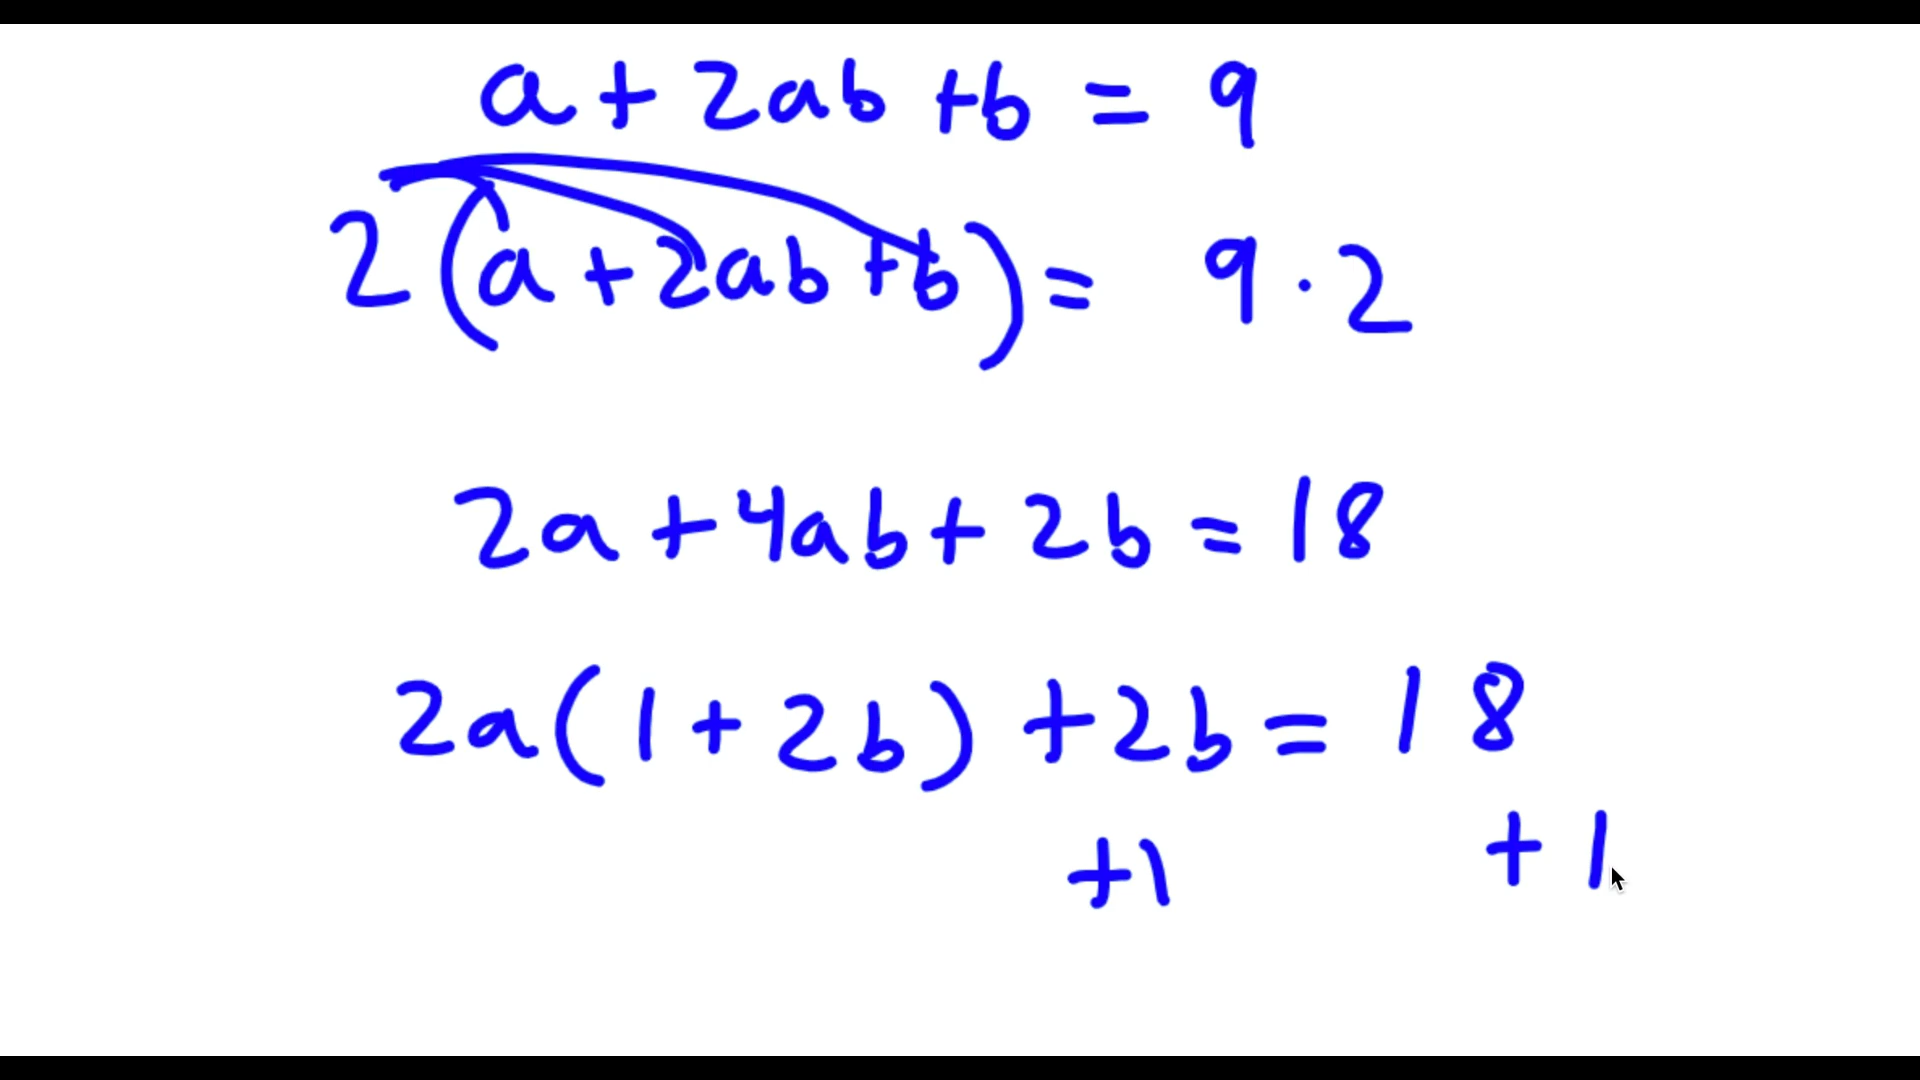 a + 2ab + b = 9
2(a + 2ab + b) = 9 · 2
2a + 4ab + 2b = 18
2a(1 + 2b) + 2b = 18
+1 +1